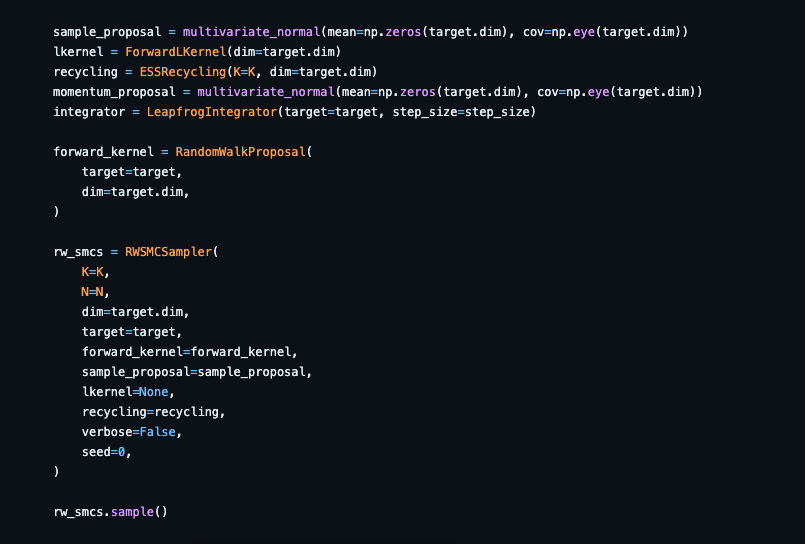 sample_proposal = multivariate_normal(mean=np.zeros(target.dim), cov=np.eye(target.dim))
lkernel = ForwardLKernel(dim=target.dim)
recycling = ESSRecycling(K=K, dim=target.dim)
momentum_proposal = multivariate_normal(mean=np.zeros(target.dim), cov=np.eye(target.dim))
integrator = LeapfrogIntegrator(target=target, step_size=step_size)

forward_kernel = RandomWalkProposal(
    target=target,
    dim=target.dim,
)

rw_smcs = RWSMCSampler(
    K=K,
    N=N,
    dim=target.dim,
    target=target,
    forward_kernel=forward_kernel,
    sample_proposal=sample_proposal,
    lkernel=None,
    recycling=recycling,
    verbose=False,
    seed=0,
)

rw_smcs.sample()